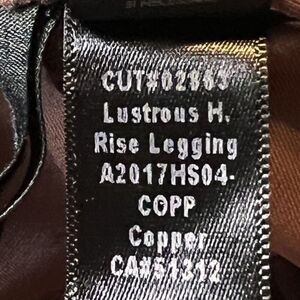 CUT#02863
Lustrous H.
Rise Legging
A2017HS04-
COPP
Copper
CA#51312